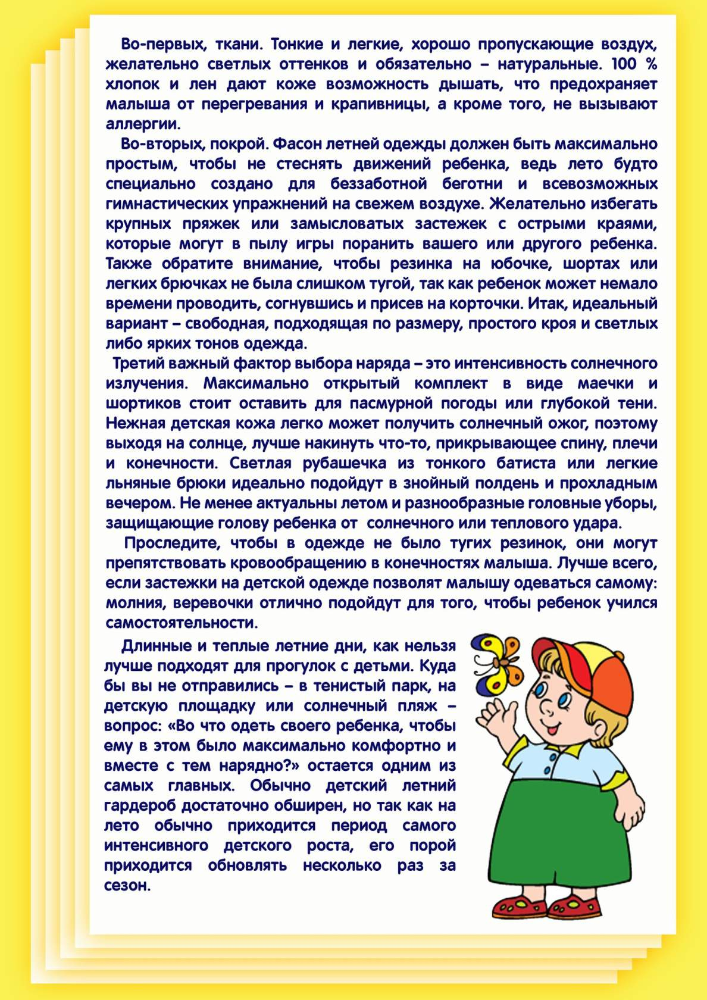 Во-первых, ткани. Тонкие и легкие, хорошо пропускающие воздух,
желательно светлых оттенков и обязательно – натуральные. 100 %
хлопок и лен дают коже возможность дышать, что предохраняет
малыша от перегревания и крапивницы, а кроме того, не вызывают
аллергии.
Во-вторых, покрой. Фасон летней одежды должен быть максимально
простым, чтобы не стеснять движений ребенка, ведь лето будто
специально создано для беззаботной беготни и всевозможных
гимнастических упражнений на свежем воздухе. Желательно избегать
крупных пряжек или замысловатых застежек с острыми краями,
которые могут в пылу игры поранить вашего или другого ребенка.
Также обратите внимание, чтобы резинка на юбочке, шортах или
легких брючках не была слишком тугой, так как ребенок может немало
времени проводить, согнувшись и присев на корточки. Итак, идеальный
вариант – свободная, подходящая по размеру, простого кроя и светлых
либо ярких тонов одежда.
Третий важный фактор выбора наряда – это интенсивность солнечного
излучения. Максимально открытый комплект в виде маечки и
шортиков стоит оставить для пасмурной погоды или глубокой тени.
Нежная детская кожа легко может получить солнечный ожог, поэтому
выходя на солнце, лучше накинуть что-то, прикрывающее спину, плечи
и конечности. Светлая рубашечка из тонкого батиста или легкие
льняные брюки идеально подойдут в знойный полдень и прохладным
вечером. Не менее актуальны летом и разнообразные головные уборы,
защищающие голову ребенка от солнечного или теплового удара.
Проследите, чтобы в одежде не было тугих резинок, они могут
препятствовать кровообращению в конечностях малыша. Лучше всего,
если застежки на детской одежде позволят малышу одеваться самому:
молния, веревочки отлично подойдут для того, чтобы ребенок учился
самостоятельности.
Длинные и теплые летние дни, как нельзя
лучше подходят для прогулок с детьми. Куда
бы вы не отправились – в тенистый парк, на
детскую площадку или солнечный пляж –
вопрос: «Во что одеть своего ребенка, чтобы
ему в этом было максимально комфортно и
вместе с тем нарядно?» остается одним из
самых главных. Обычно детский летний
гардероб достаточно обширен, но так как на
лето обычно приходится период самого
интенсивного детского роста, его порой
приходится обновлять несколько раз за
сезон.